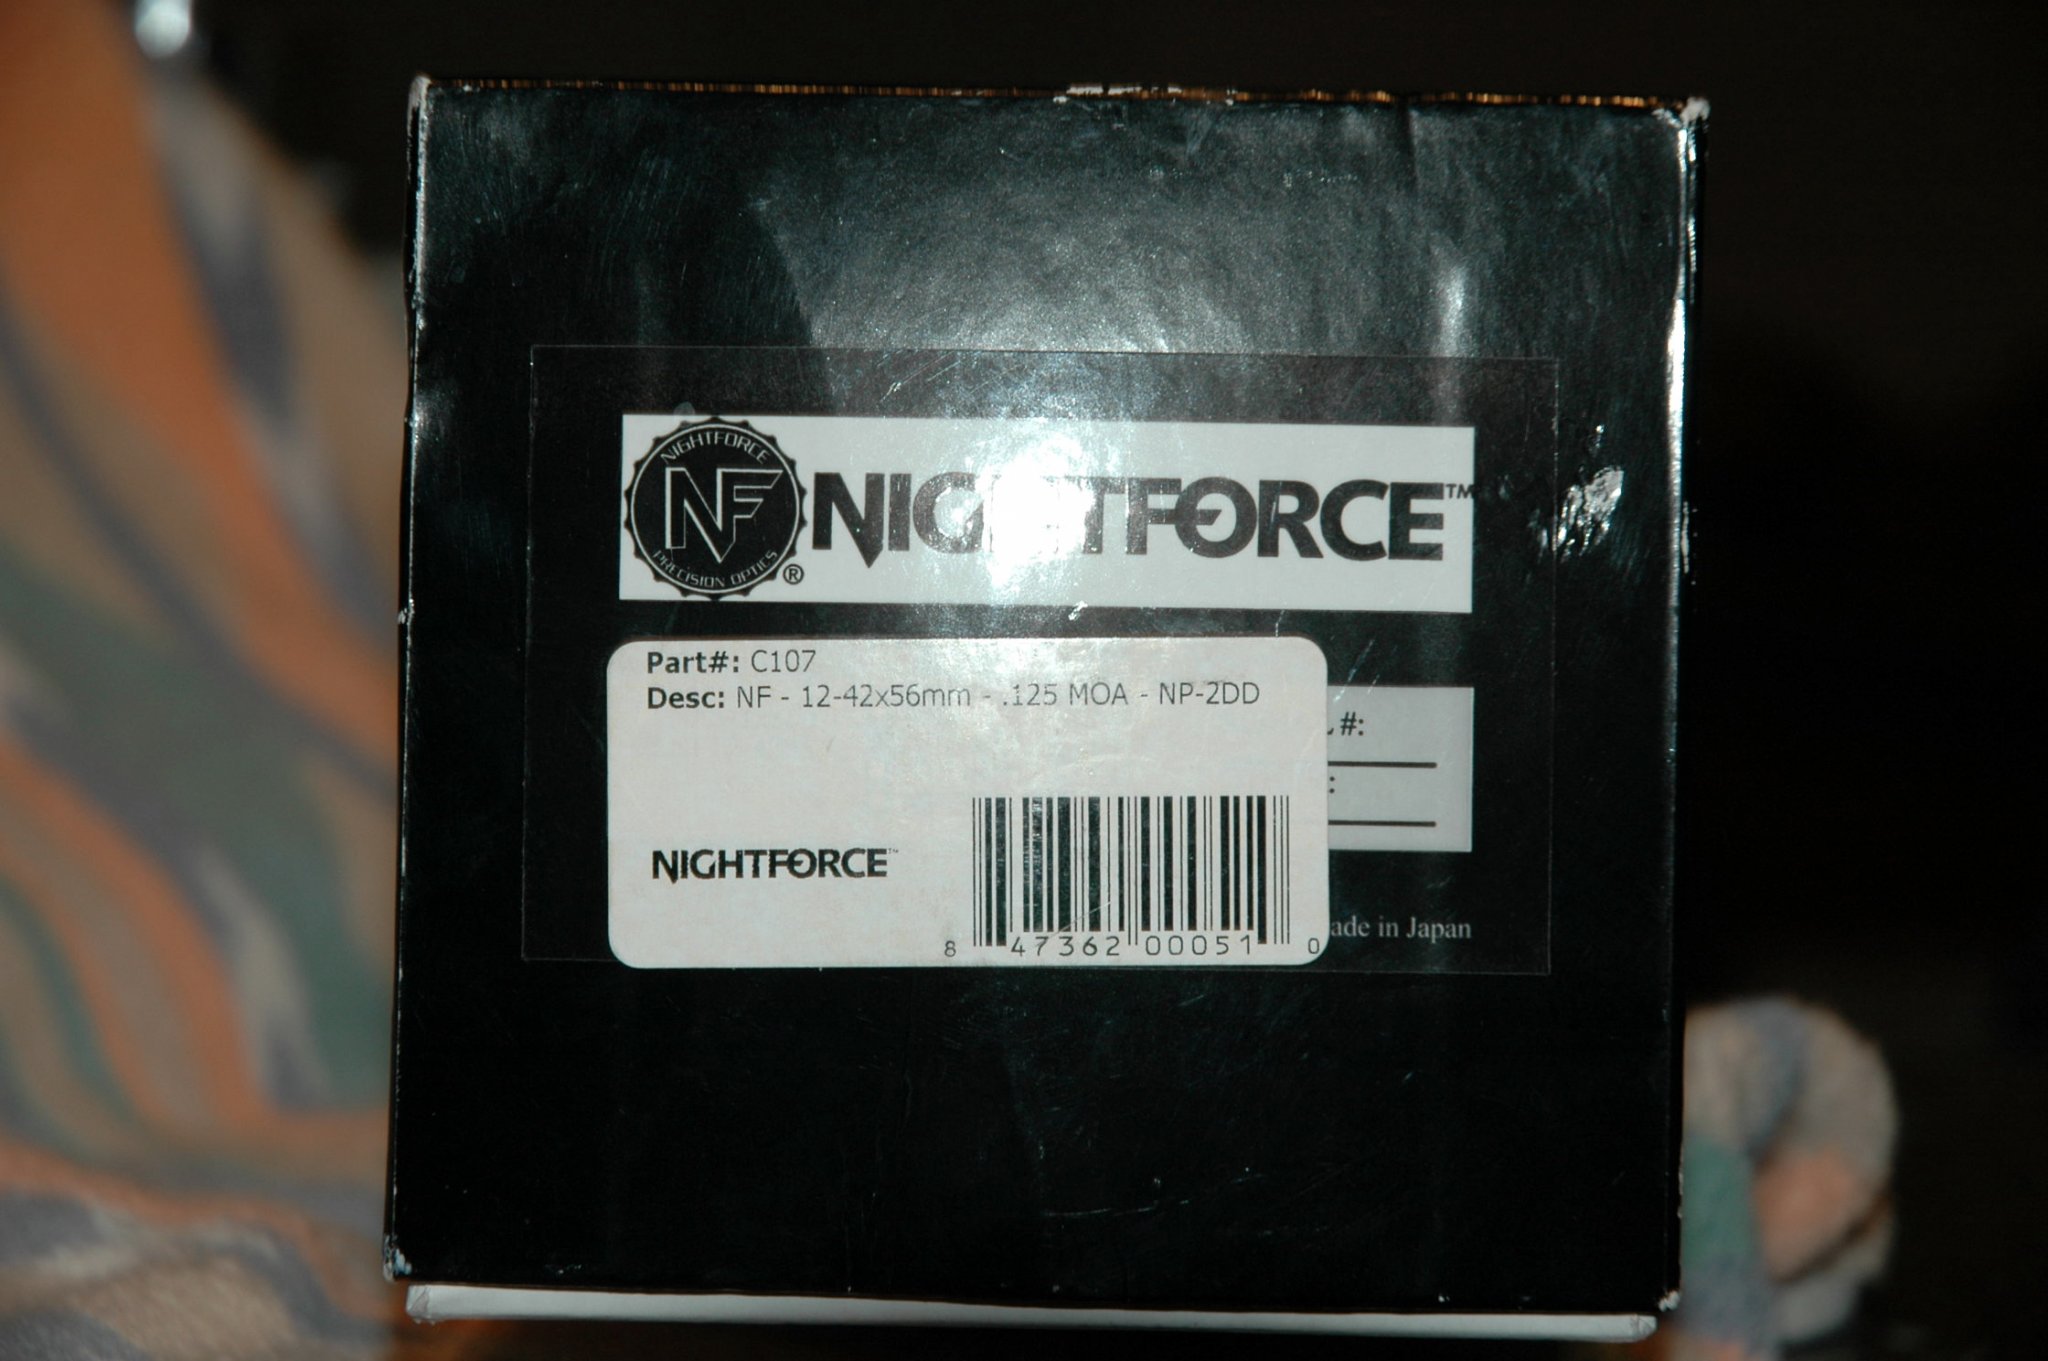 NIGHTFORCE
NF
PRECISION OPTICS
®
NIGHTFORCE™
Part#: C107
Desc: NF - 12-42x56mm - .125 MOA - NP-2DD
#:
:
NIGHTFORCE™
8 47362 00051 0
ade in Japan